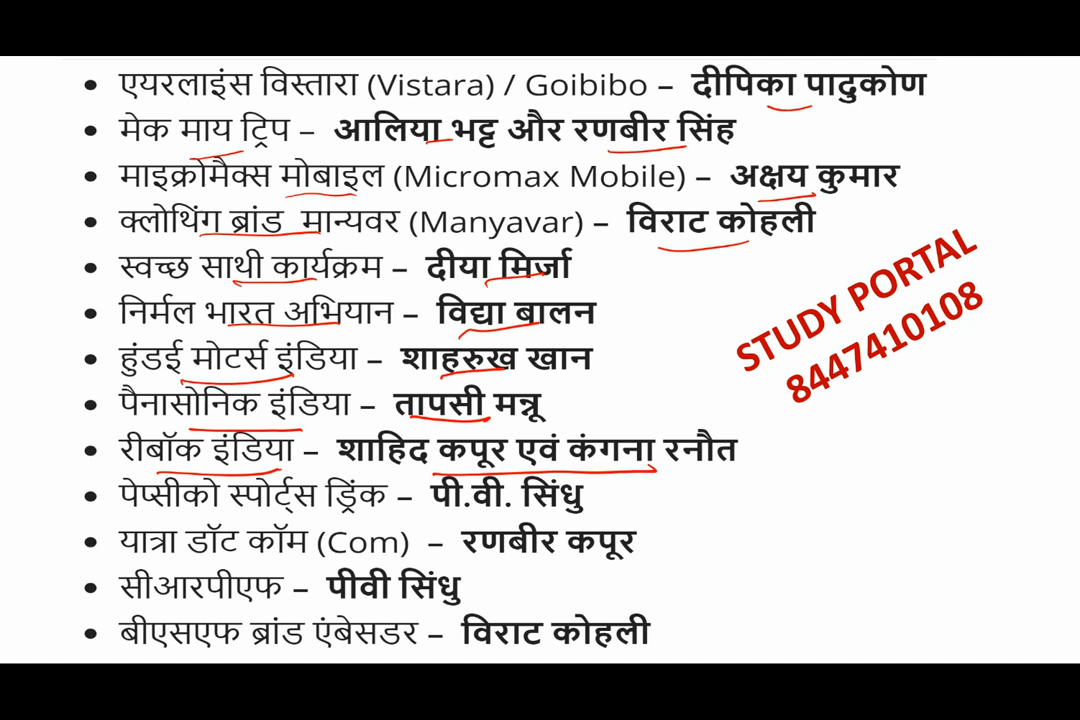 • एयरलाइंस विस्तारा (Vistara) / Goibibo – दीपिका पादुकोण
• मेक माय ट्रिप – आलिया भट्ट और रणबीर सिंह
• माइक्रोमैक्स मोबाइल (Micromax Mobile) – अक्षय कुमार
• क्लोथिंग ब्रांड मान्यवर (Manyavar) – विराट कोहली
• स्वच्छ साथी कार्यक्रम – दीया मिर्जा
• निर्मल भारत अभियान – विद्या बालन
• हुंडई मोटर्स इंडिया – शाहरुख खान
• पैनासोनिक इंडिया – तापसी मन्नू
• रीबॉक इंडिया – शाहिद कपूर एवं कंगना रनौत
• पेप्सीको स्पोर्ट्स ड्रिंक – पी.वी. सिंधु
• यात्रा डॉट कॉम (Com) – रणबीर कपूर
• सीआरपीएफ – पीवी सिंधु
• बीएसएफ ब्रांड एंबेसडर – विराट कोहली
STUDY PORTAL
8447410108